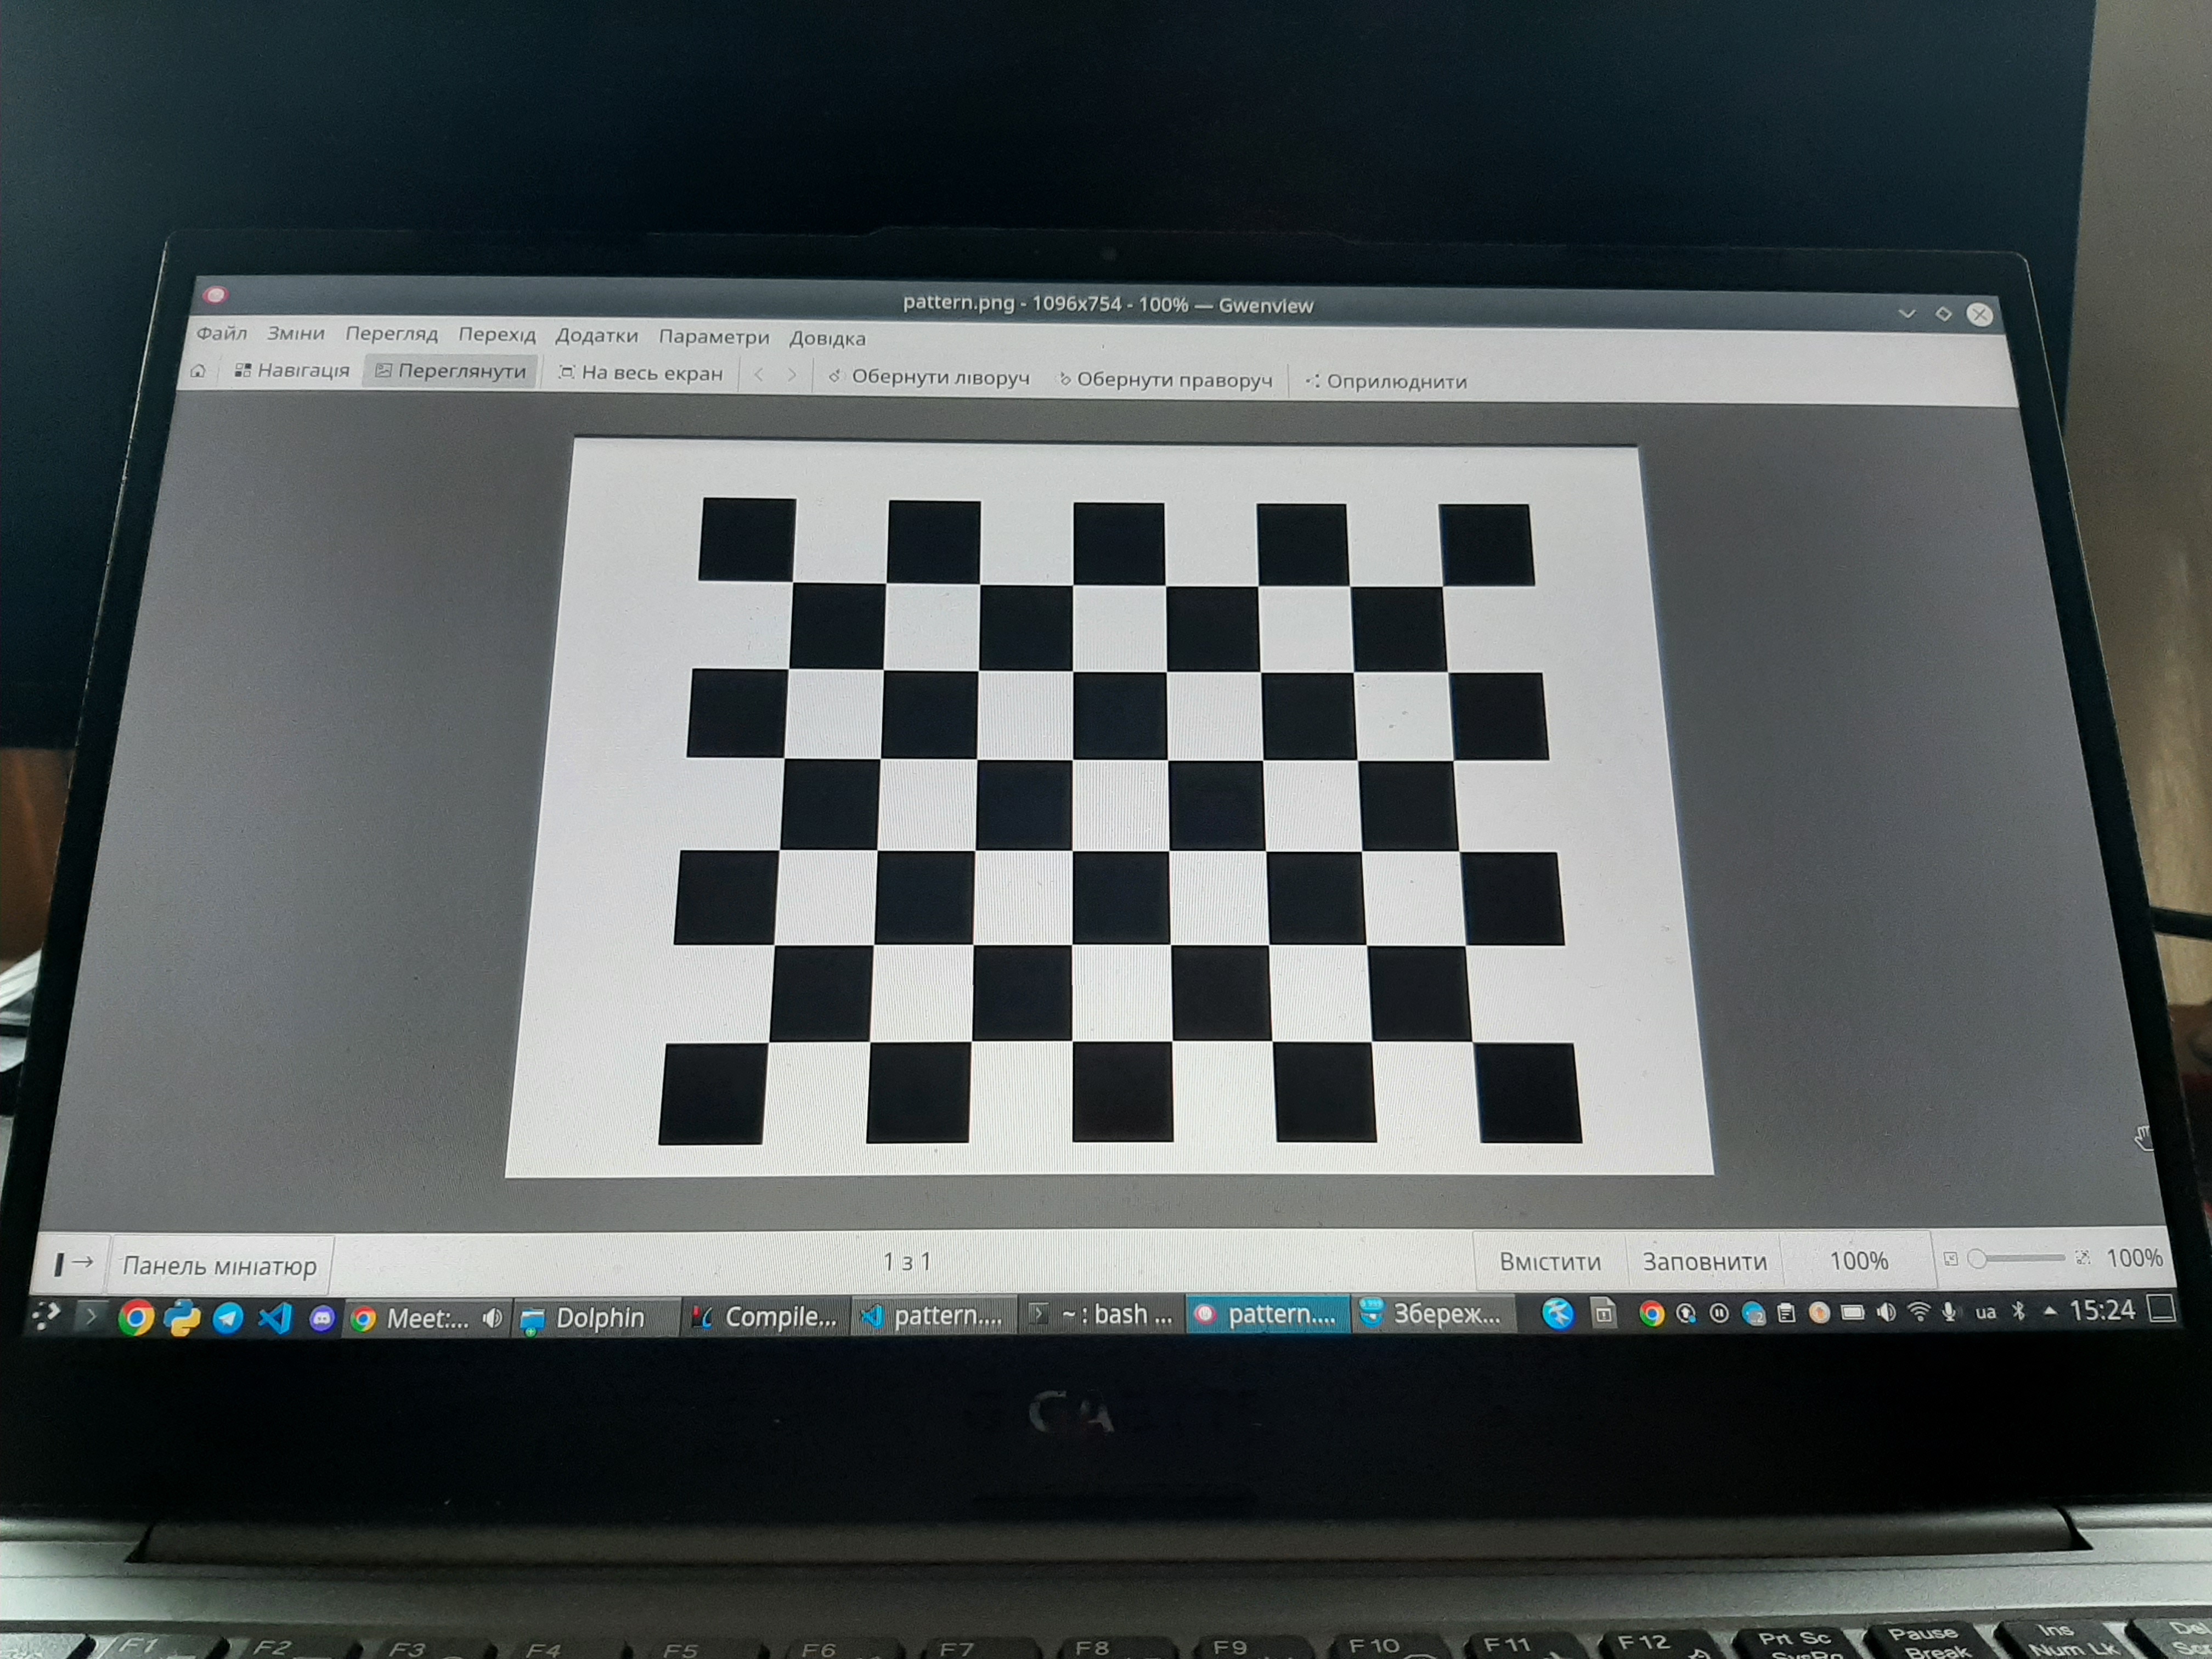 pattern.png - 1096x754 - 100% — Gwenview
Файл Зміни Перегляд Перехід Додатки Параметри Довідка
Навігація Переглянути На весь екран Обернути ліворуч Обернути праворуч Оприлюднити
Панель мініатюр 1 з 1 Вмістити Заповнити 100% 100%
Meet:... Dolphin Compile... pattern.... ~ : bash ... pattern.... Збереж... ua 15:24
F1 F2 F3 F4 F5 F6 F7 F8 F9 F10 F11 F12 Prt Sc Pause Ins
Break Num Lk